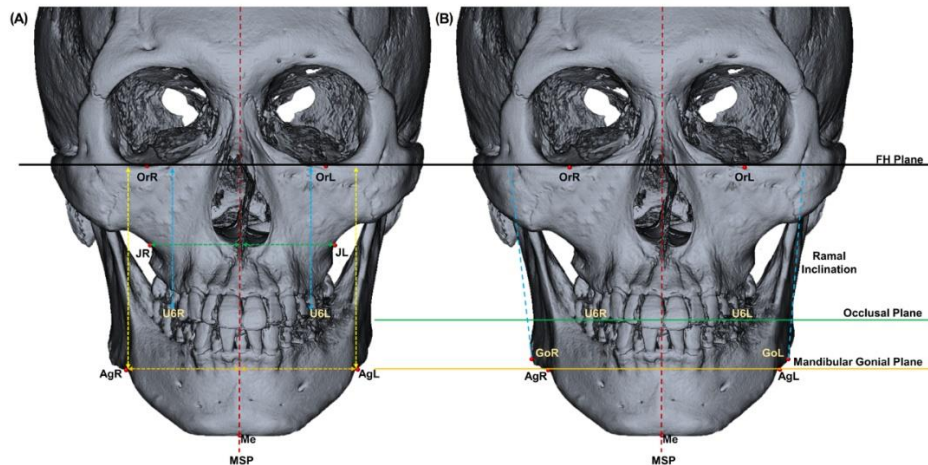 (A)
OrR
OrL
JR
JL
U6R
U6L
AgR
AgL
Me
MSP
(B)
FH Plane
OrR
OrL
Ramal
Inclination
U6R
U6L
Occlusal Plane
GoR
GoL
Mandibular Gonial Plane
AgR
AgL
Me
MSP